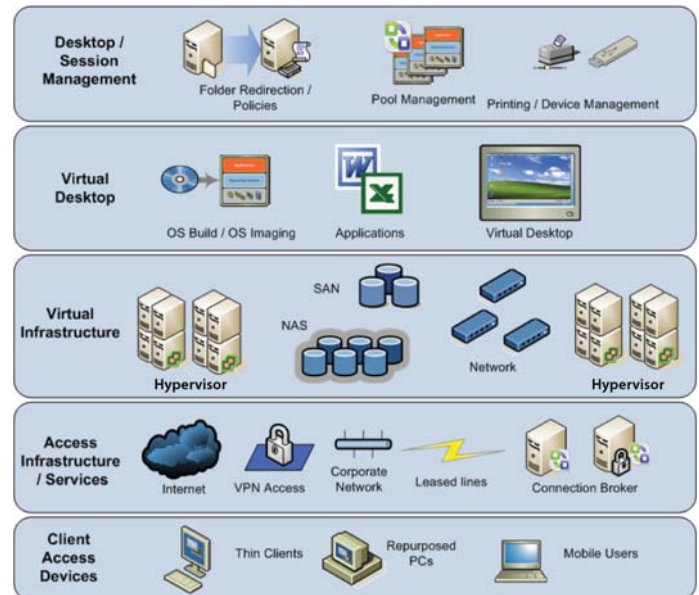 Desktop /
Session
Management
Folder Redirection /
Policies
Pool Management
Printing / Device Management
Virtual
Desktop
OS Build / OS Imaging
Applications
Virtual Desktop
Virtual
Infrastructure
SAN
NAS
Network
Hypervisor
Hypervisor
Access
Infrastructure
/ Services
Internet
VPN Access
Corporate
Network
Leased lines
Connection Broker
Client
Access
Devices
Thin Clients
Repurposed
PCs
Mobile Users